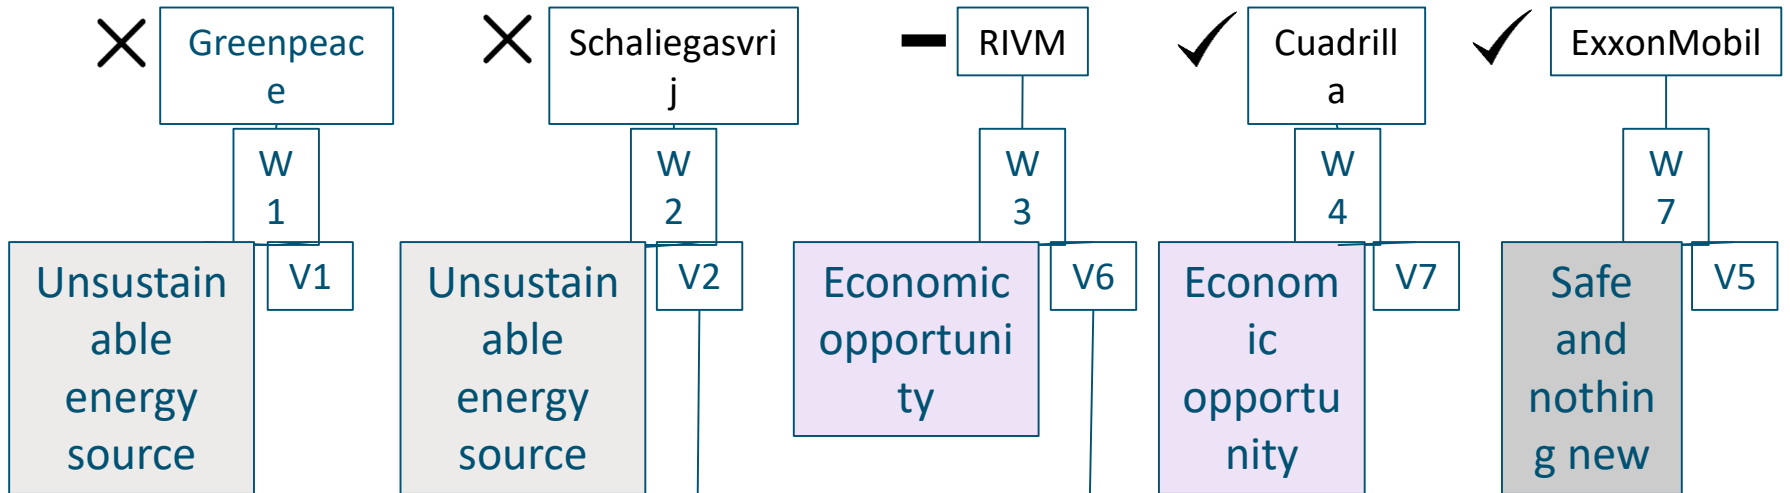 Greenpeac
e
Schaliegasvri
j
RIVM
Cuadrill
a
ExxonMobil
W
1
W
2
W
3
W
4
W
7
Unsustain
able
energy
source
V1
Unsustain
able
energy
source
V2
Economic
opportuni
ty
V6
Econom
ic
opportu
nity
V7
Safe
and
nothin
g new
V5